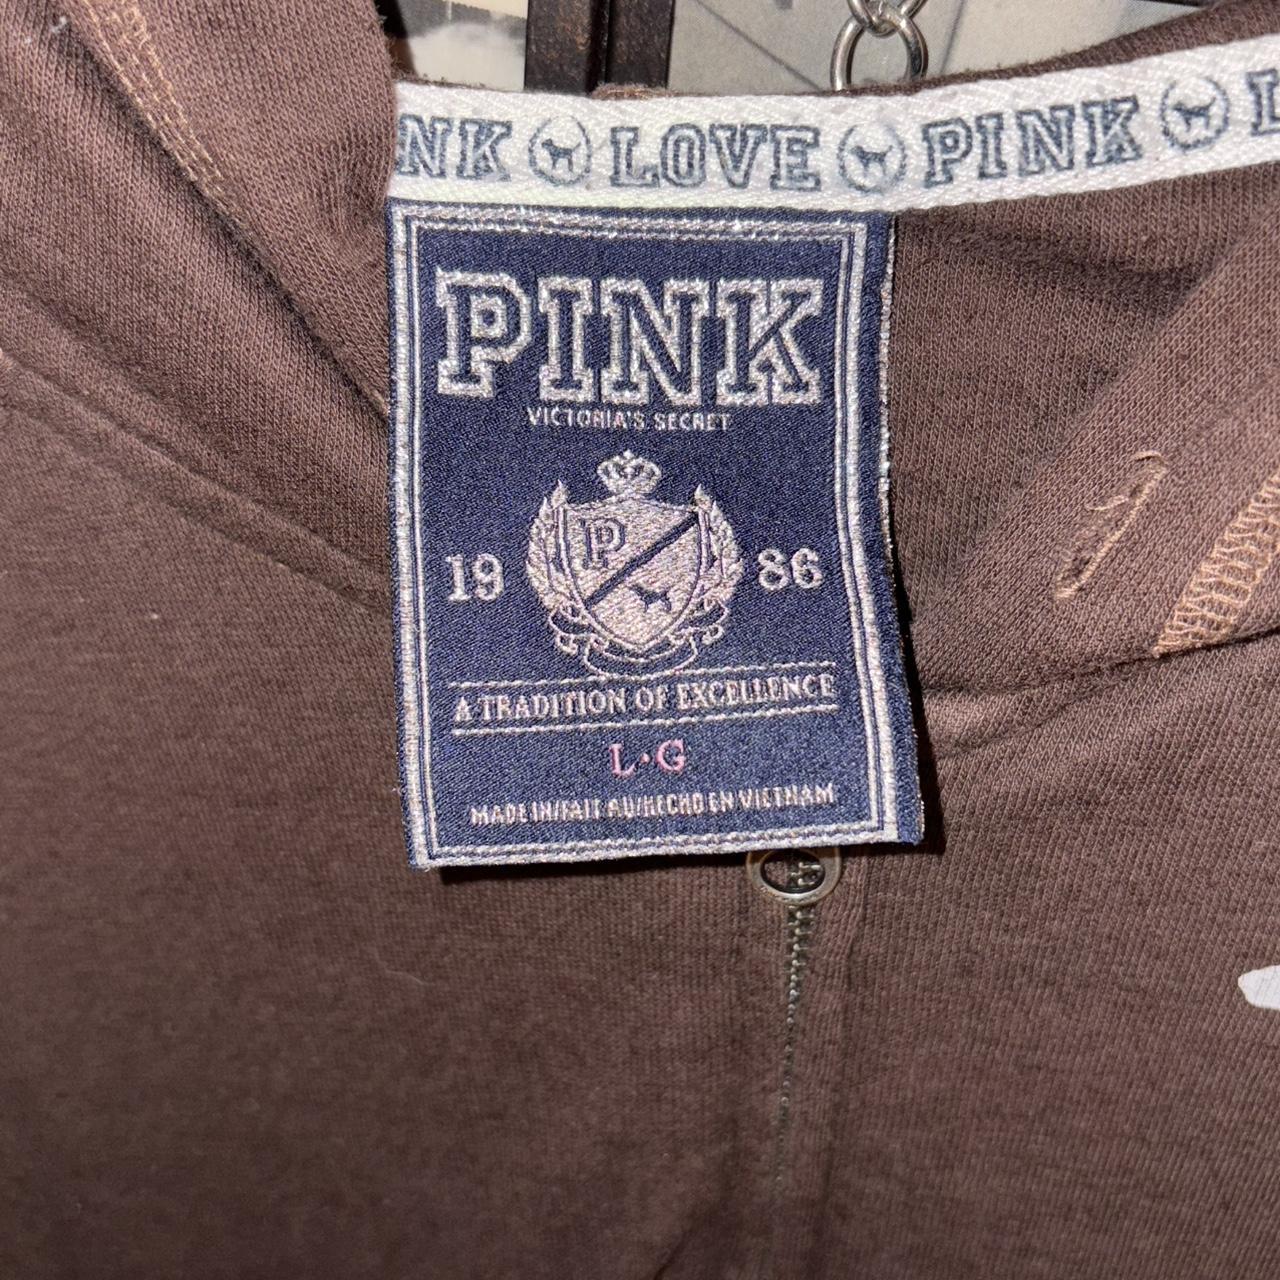 NK LOVE PINK L
PINK
VICTORIA'S SECRET
P
19 86
A TRADITION OF EXCELLENCE
L·G
MADE IN/FAIT AU/HECHO EN VIETNAM